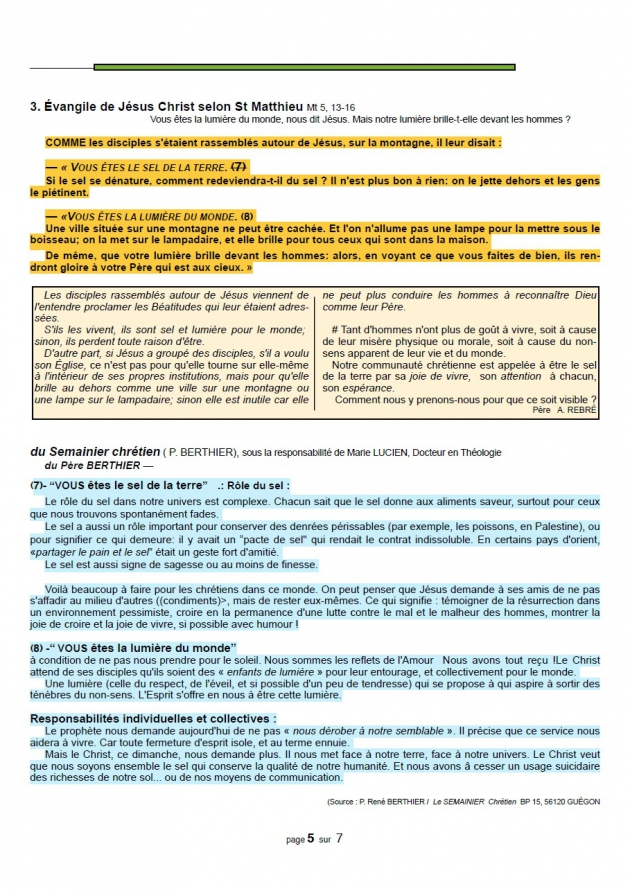 3. Évangile de Jésus Christ selon St Matthieu Mt 5, 13-16
Vous êtes la lumière du monde, nous dit Jésus. Mais notre lumière brille-t-elle devant les hommes ?
COMME les disciples s'étaient rassemblés autour de Jésus, sur la montagne, il leur disait :
— « VOUS ÊTES LE SEL DE LA TERRE. (7)
Si le sel se dénature, comment redeviendra-t-il du sel ? Il n'est plus bon à rien: on le jette dehors et les gens
le piétinent.
— «VOUS ÊTES LA LUMIÈRE DU MONDE. (8)
Une ville située sur une montagne ne peut être cachée. Et l'on n'allume pas une lampe pour la mettre sous le
boisseau; on la met sur le lampadaire, et elle brille pour tous ceux qui sont dans la maison.
De même, que votre lumière brille devant les hommes: alors, en voyant ce que vous faites de bien, ils ren-
dront gloire à votre Père qui est aux cieux. »
Les disciples rassemblés autour de Jésus viennent de
l'entendre proclamer les Béatitudes qui leur étaient adres-
sées.
S'ils les vivent, ils sont sel et lumière pour le monde;
sinon, ils perdent toute raison d'être.
D'autre part, si Jésus a groupé des disciples, s'il a voulu
son Église, ce n'est pas pour qu'elle tourne sur elle-même
à l'intérieur de ses propres institutions, mais pour qu'elle
brille au dehors comme une ville sur une montagne ou
une lampe sur le lampadaire; sinon elle est inutile car elle
ne peut plus conduire les hommes à reconnaître Dieu
comme leur Père.
# Tant d'hommes n'ont plus de goût à vivre, soit à cause
de leur misère physique ou morale, soit à cause du non-
sens apparent de leur vie et du monde.
Notre communauté chrétienne est appelée à être le sel
de la terre par sa joie de vivre, son attention à chacun,
son espérance.
Comment nous y prenons-nous pour que ce soit visible ?
Père A. REBRÉ
du Semainier chrétien ( P. BERTHIER), sous la responsabilité de Marie LUCIEN, Docteur en Théologie
du Père BERTHIER —
(7)- “VOUS êtes le sel de la terre” .: Rôle du sel :
Le rôle du sel dans notre univers est complexe. Chacun sait que le sel donne aux aliments saveur, surtout pour ceux
que nous trouvons spontanément fades.
Le sel a aussi un rôle important pour conserver des denrées périssables (par exemple, les poissons, en Palestine), ou
pour signifier ce qui demeure: il y avait un “pacte de sel" qui rendait le contrat indissoluble. En certains pays d'orient,
«partager le pain et le sel” était un geste fort d'amitié.
Le sel est aussi signe de sagesse ou au moins de finesse.
Voilà beaucoup à faire pour les chrétiens dans ce monde. On peut penser que Jésus demande à ses amis de ne pas
s'affadir au milieu d'autres ((condiments)>, mais de rester eux-mêmes. Ce qui signifie : témoigner de la résurrection dans
un environnement pessimiste, croire en la permanence d'une lutte contre le mal et le malheur des hommes, montrer la
joie de croire et la joie de vivre, si possible avec humour !
(8) -“ VOUS êtes la lumière du monde”
à condition de ne pas nous prendre pour le soleil. Nous sommes les reflets de l'Amour Nous avons tout reçu !Le Christ
attend de ses disciples qu'ils soient des « enfants de lumière » pour leur entourage, et collectivement pour le monde.
Une lumière (celle du respect, de l'éveil, et si possible d'un peu de tendresse) qui se propose à qui aspire à sortir des
ténèbres du non-sens. L'Esprit s'offre en nous à être cette lumière.
Responsabilités individuelles et collectives :
Le prophète nous demande aujourd'hui de ne pas « nous dérober à notre semblable ». Il précise que ce service nous
aidera à vivre. Car toute fermeture d'esprit isole, et au terme ennuie.
Mais le Christ, ce dimanche, nous demande plus. Il nous met face à notre terre, face à notre univers. Le Christ veut
que nous soyons ensemble le sel qui conserve la qualité de notre humanité. Et nous avons â cesser un usage suicidaire
des richesses de notre sol... ou de nos moyens de communication.
(Source : P. René BERTHIER / Le SEMAINIER Chrétien BP 15, 56120 GUÉGON
page 5 sur 7